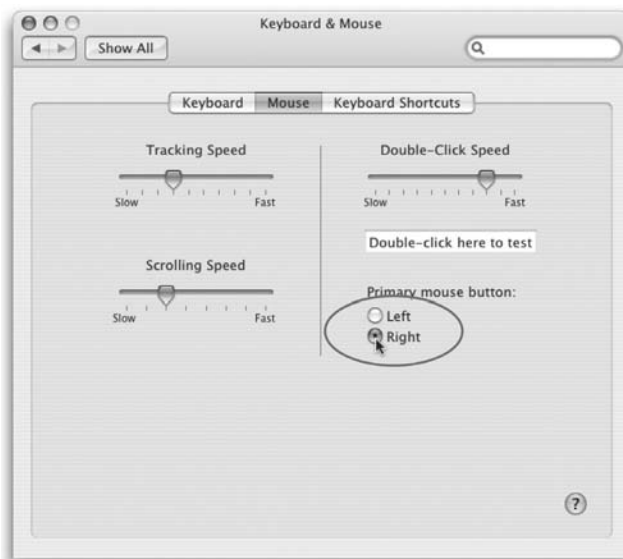 Keyboard & Mouse
Show All
Keyboard Mouse Keyboard Shortcuts
Tracking Speed
Slow Fast
Scrolling Speed
Slow Fast
Double-Click Speed
Slow Fast
Double-click here to test
Primary mouse button:
Left
Right
?